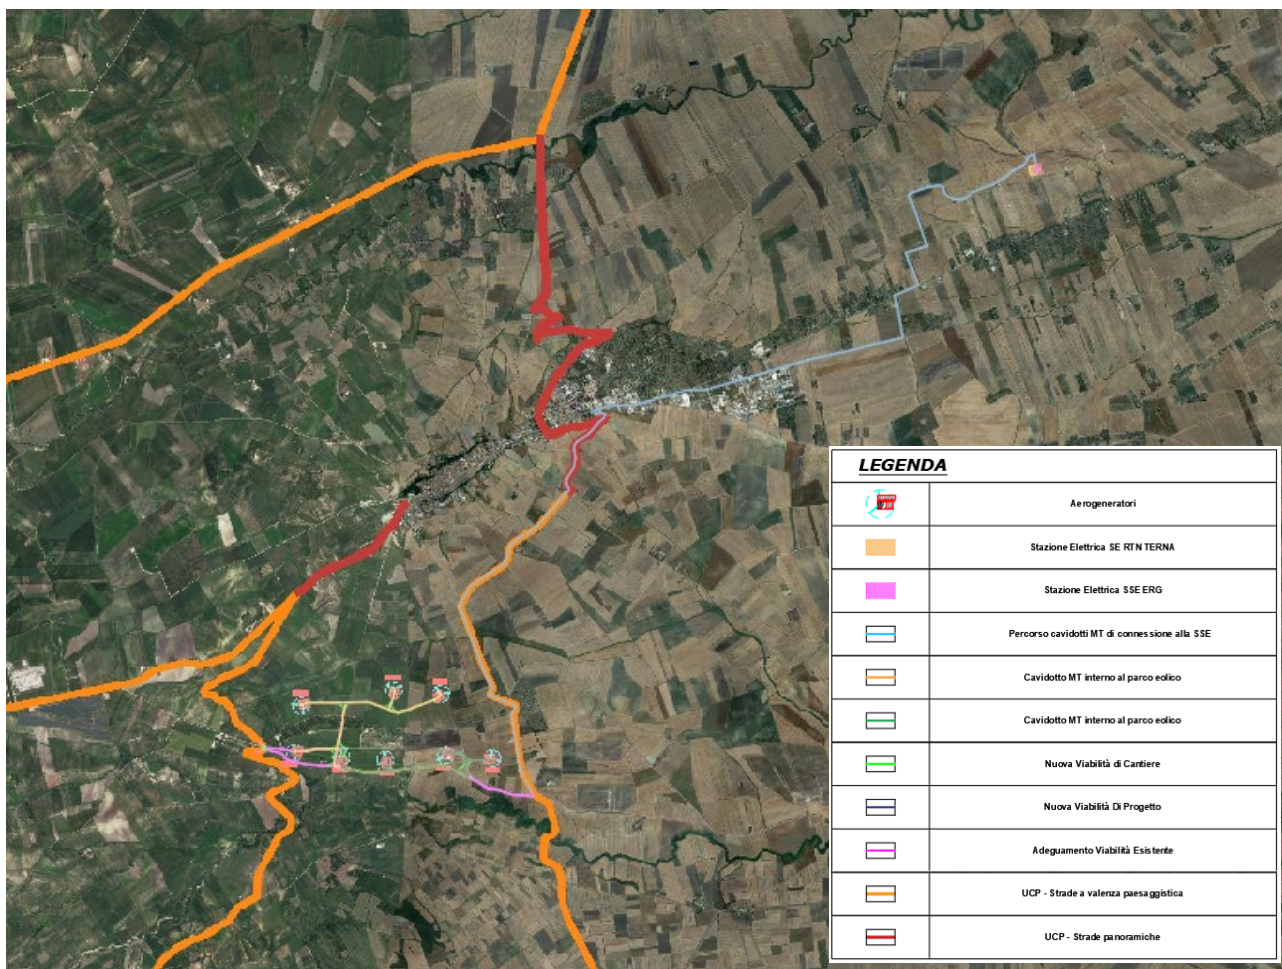 LEGENDA
Aerogeneratori
Stazione Elettrica SE RTN TERNA
Stazione Elettrica SSE ERG
Percorso cavidotti MT di connessione alla SSE
Cavidotto MT interno al parco eolico
Cavidotto MT interno al parco eolico
Nuova Viabilità di Cantiere
Nuova Viabilità Di Progetto
Adeguamento Viabilità Esistente
UCP - Strade a valenza paesaggistica
UCP - Strade panoramiche